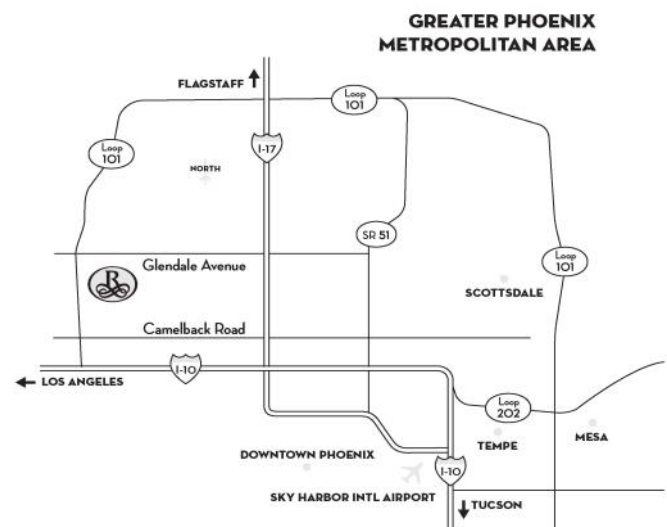 GREATER PHOENIX
METROPOLITAN AREA
FLAGSTAFF
Loop
101
Loop
101
I-17
NORTH
SR 51
Glendale Avenue
R
Loop
101
SCOTTSDALE
Camelback Road
I-10
LOS ANGELES
Loop
202
TEMPE
MESA
DOWNTOWN PHOENIX
I-10
SKY HARBOR INTL AIRPORT
TUCSON